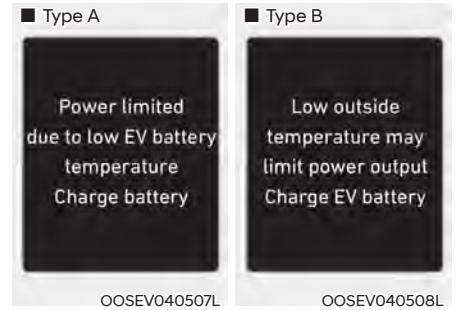 ■ Type A
Power limited
due to low EV battery
temperature
Charge battery
OOSEV040507L
■ Type B
Low outside
temperature may
limit power output
Charge EV battery
OOSEV040508L